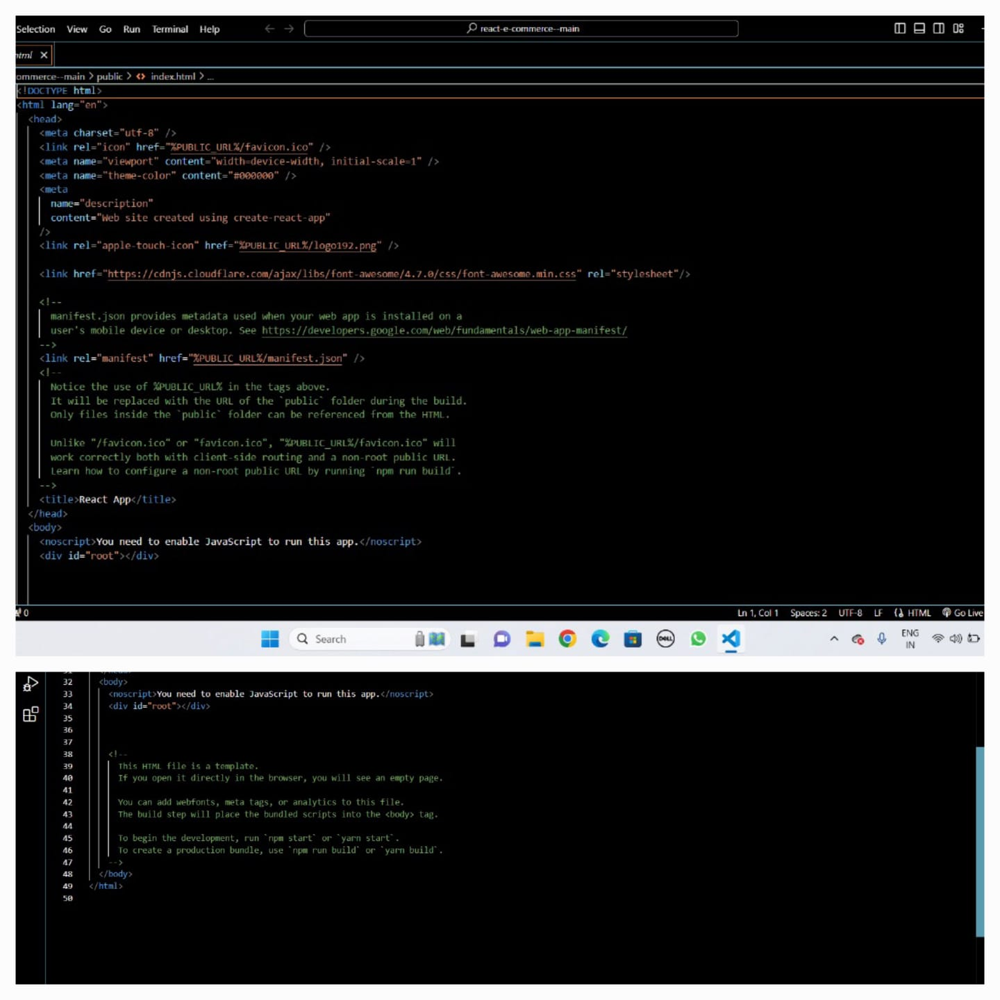 Selection View Go Run Terminal Help react-e-commerce--main
html
ommerce--main > public > <> index.html > ...
<!DOCTYPE html>
<html lang="en">
<head>
<meta charset="utf-8" />
<link rel="icon" href="%PUBLIC_URL%/favicon.ico" />
<meta name="viewport" content="width=device-width, initial-scale=1" />
<meta name="theme-color" content="#000000" />
<meta
name="description"
content="Web site created using create-react-app"
/>
<link rel="apple-touch-icon" href="%PUBLIC_URL%/logo192.png" />
<link href="https://cdnjs.cloudflare.com/ajax/libs/font-awesome/4.7.0/css/font-awesome.min.css" rel="stylesheet"/>
<!--
manifest.json provides metadata used when your web app is installed on a
user's mobile device or desktop. See https://developers.google.com/web/fundamentals/web-app-manifest/
-->
<link rel="manifest" href="%PUBLIC_URL%/manifest.json" />
<!--
Notice the use of %PUBLIC_URL% in the tags above.
It will be replaced with the URL of the `public` folder during the build.
Only files inside the `public` folder can be referenced from the HTML.
Unlike "/favicon.ico" or "favicon.ico", "%PUBLIC_URL%/favicon.ico" will
work correctly both with client-side routing and a non-root public URL.
Learn how to configure a non-root public URL by running `npm run build`.
-->
<title>React App</title>
</head>
<body>
<noscript>You need to enable JavaScript to run this app.</noscript>
<div id="root"></div>
0 Ln 1, Col 1 Spaces: 2 UTF-8 LF HTML Go Live
Search DELL ENG
IN
31 </head>
32 <body>
33 <noscript>You need to enable JavaScript to run this app.</noscript>
34 <div id="root"></div>
35
36
37
38 <!--
39 This HTML file is a template.
40 If you open it directly in the browser, you will see an empty page.
41
42 You can add webfonts, meta tags, or analytics to this file.
43 The build step will place the bundled scripts into the <body> tag.
44
45 To begin the development, run `npm start` or `yarn start`.
46 To create a production bundle, use `npm run build` or `yarn build`.
47 -->
48 </body>
49 </html>
50